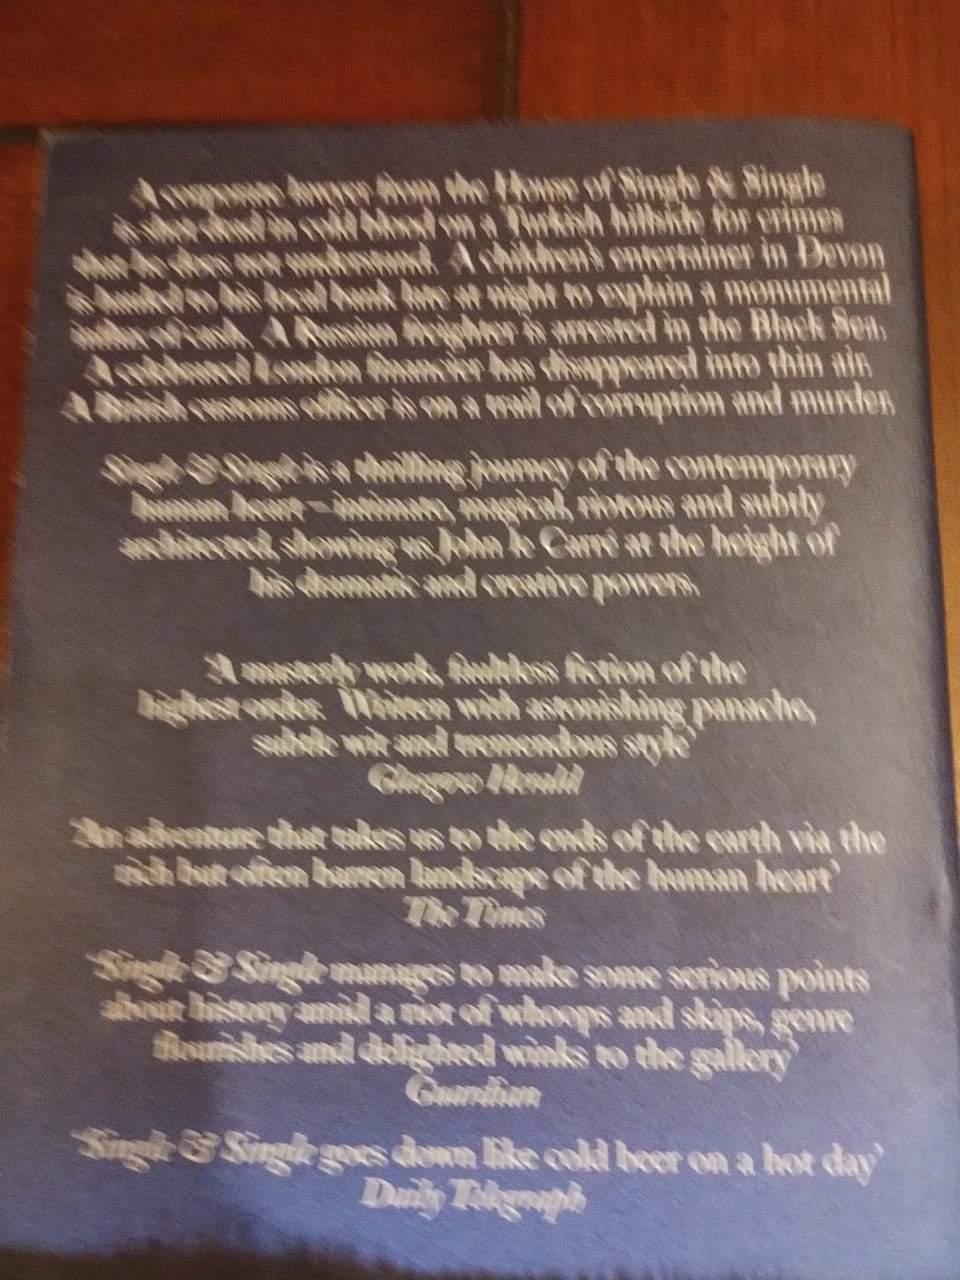 A corporate lawyer from the House of Single & Single
is shot dead in cold blood on a Turkish hillside for crimes
that he does not understand. A children's entertainer in Devon
is hauled to his local bank late at night to explain a monumental
influx of cash. A Russian freighter is arrested in the Black Sea.
A celebrated London financier has disappeared into thin air.
A British customs officer is on a trail of corruption and murder.
Single & Single is a thrilling journey of the contemporary
human heart – intimate, magical, riotous and subtly
architected, showing us John le Carré at the height of
his dramatic and creative powers.
'A masterly work, faultless fiction of the
highest order. Written with astonishing panache,
subtle wit and tremendous style'
Glasgow Herald
'An adventure that takes us to the ends of the earth via the
rich but often barren landscape of the human heart'
The Times
'Single & Single manages to make some serious points
about history amid a riot of whoops and skips, genre
flourishes and delighted winks to the gallery'
Guardian
'Single & Single goes down like cold beer on a hot day'
Daily Telegraph